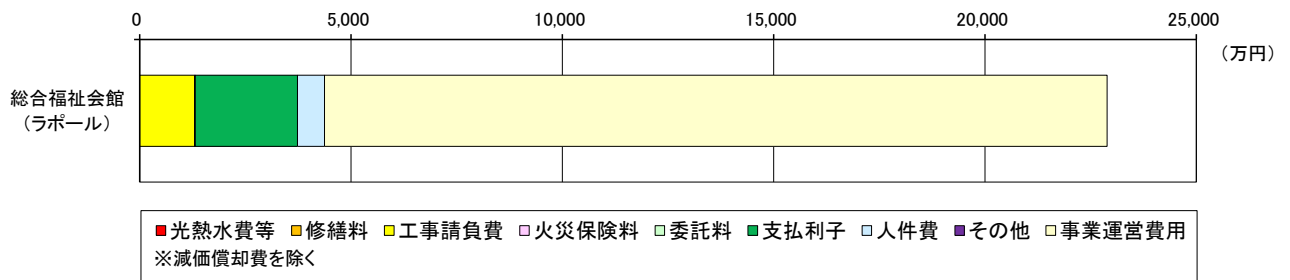 0 5,000 10,000 15,000 20,000 25,000
（万円）
総合福祉会館
（ラポール）
光熱水費等 修繕料 工事請負費 火災保険料 委託料 支払利子 人件費 その他 事業運営費用
※減価償却費を除く